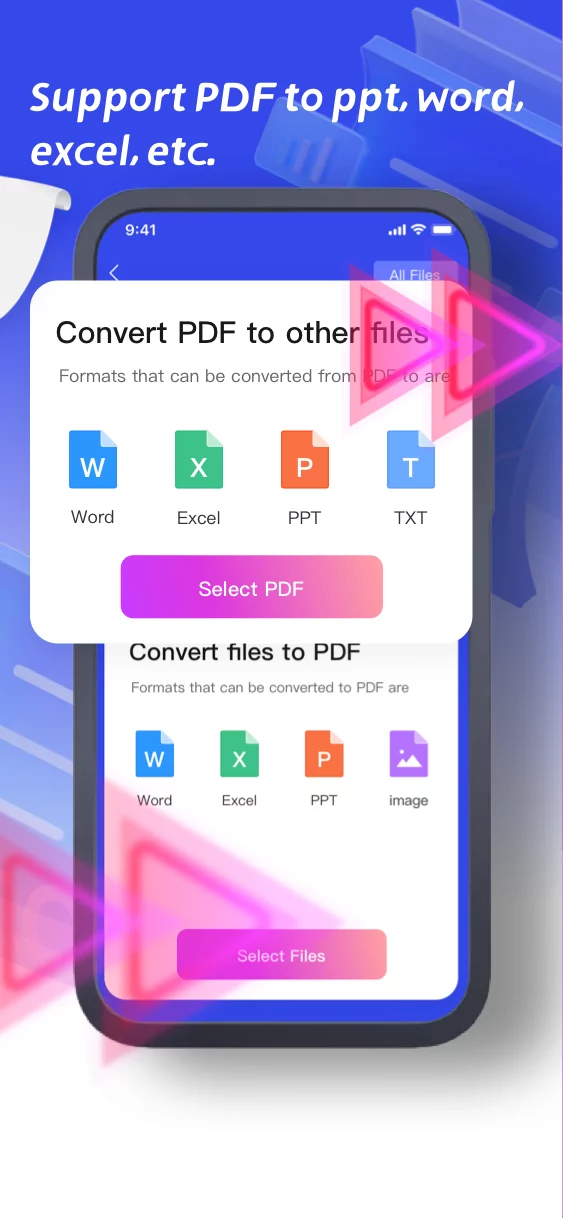 Support PDF to ppt, word,
excel, etc.
9:41
All Files
Convert PDF to other files
Formats that can be converted from PDF to are
W
X
P
T
Word
Excel
PPT
TXT
Select PDF
Convert files to PDF
Formats that can be converted to PDF are
W
X
P
Word
Excel
PPT
image
Select Files